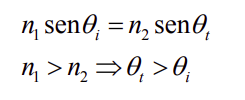 n₁ senθᵢ = n₂ senθₜ
n₁ > n₂ ⇒ θₜ > θᵢ